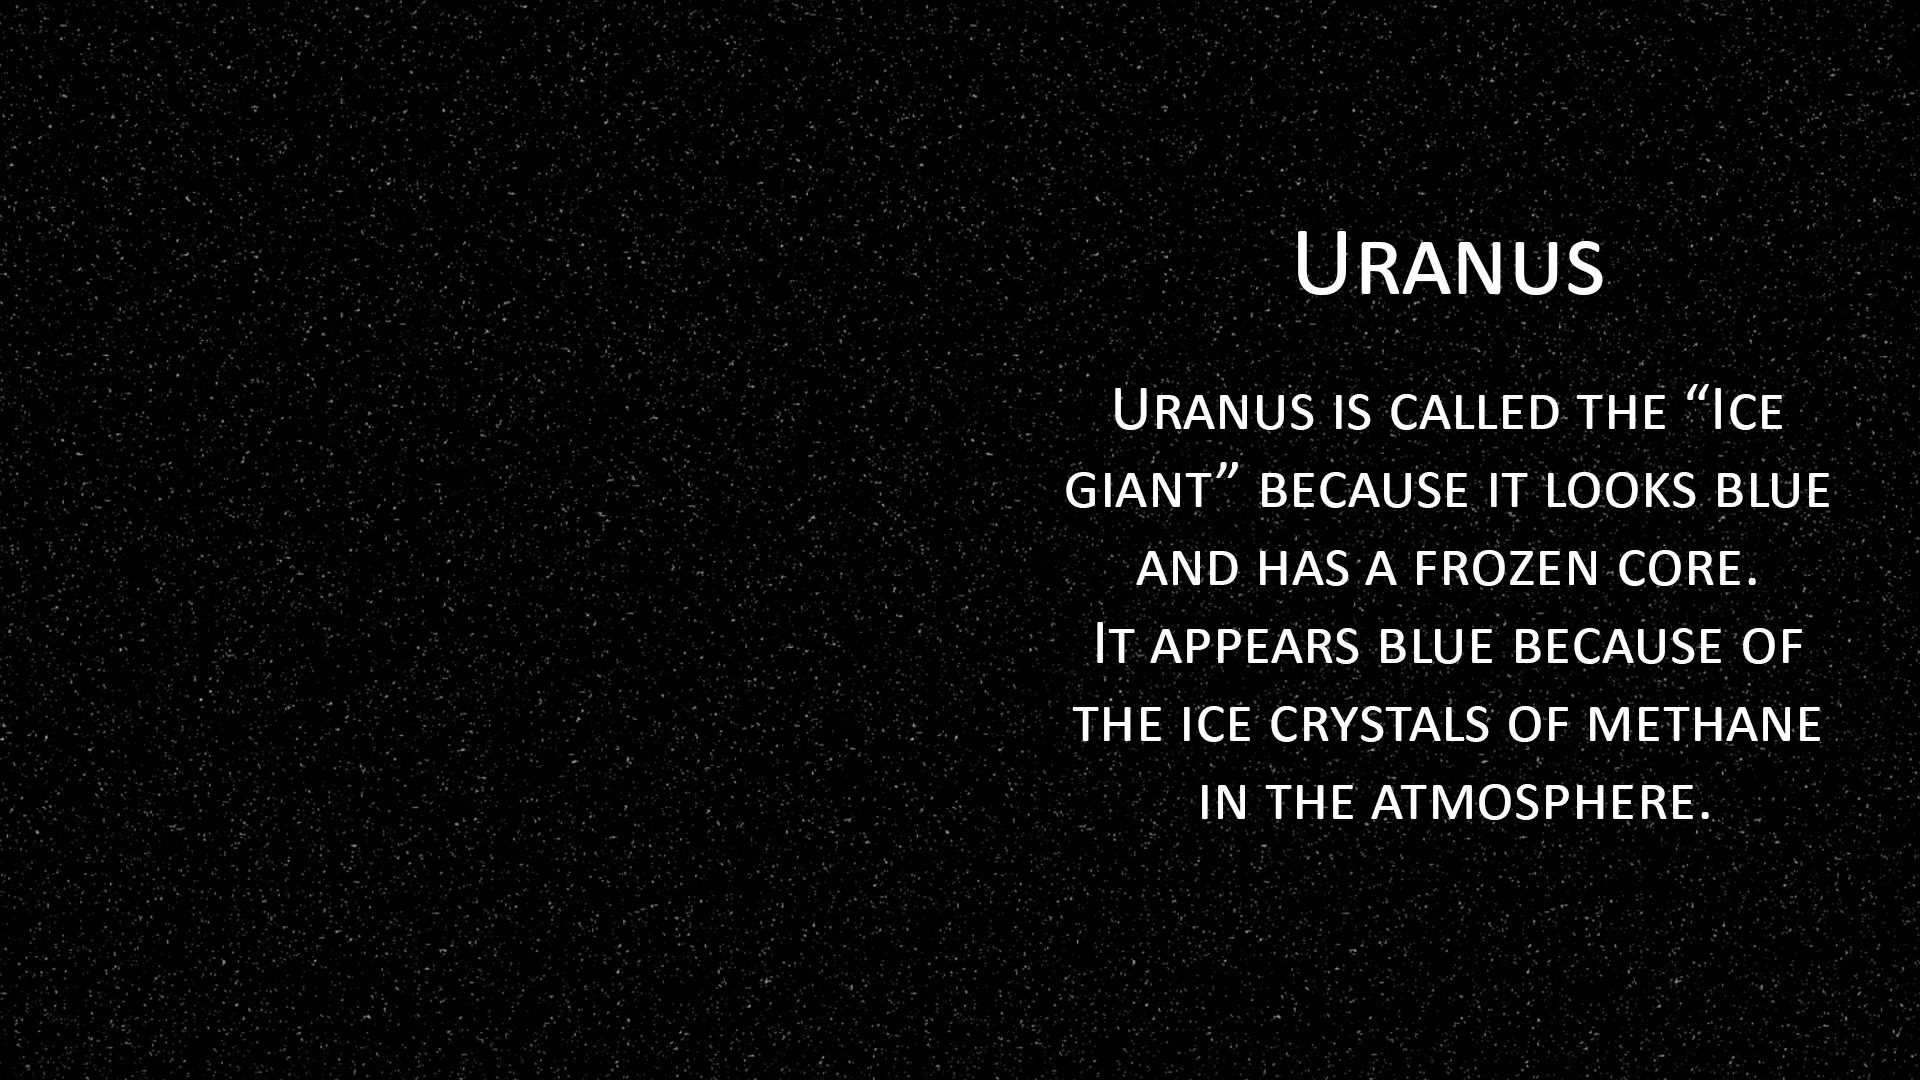 Uranus
Uranus is called the “Ice
giant” because it looks blue
and has a frozen core.
It appears blue because of
the ice crystals of methane
in the atmosphere.